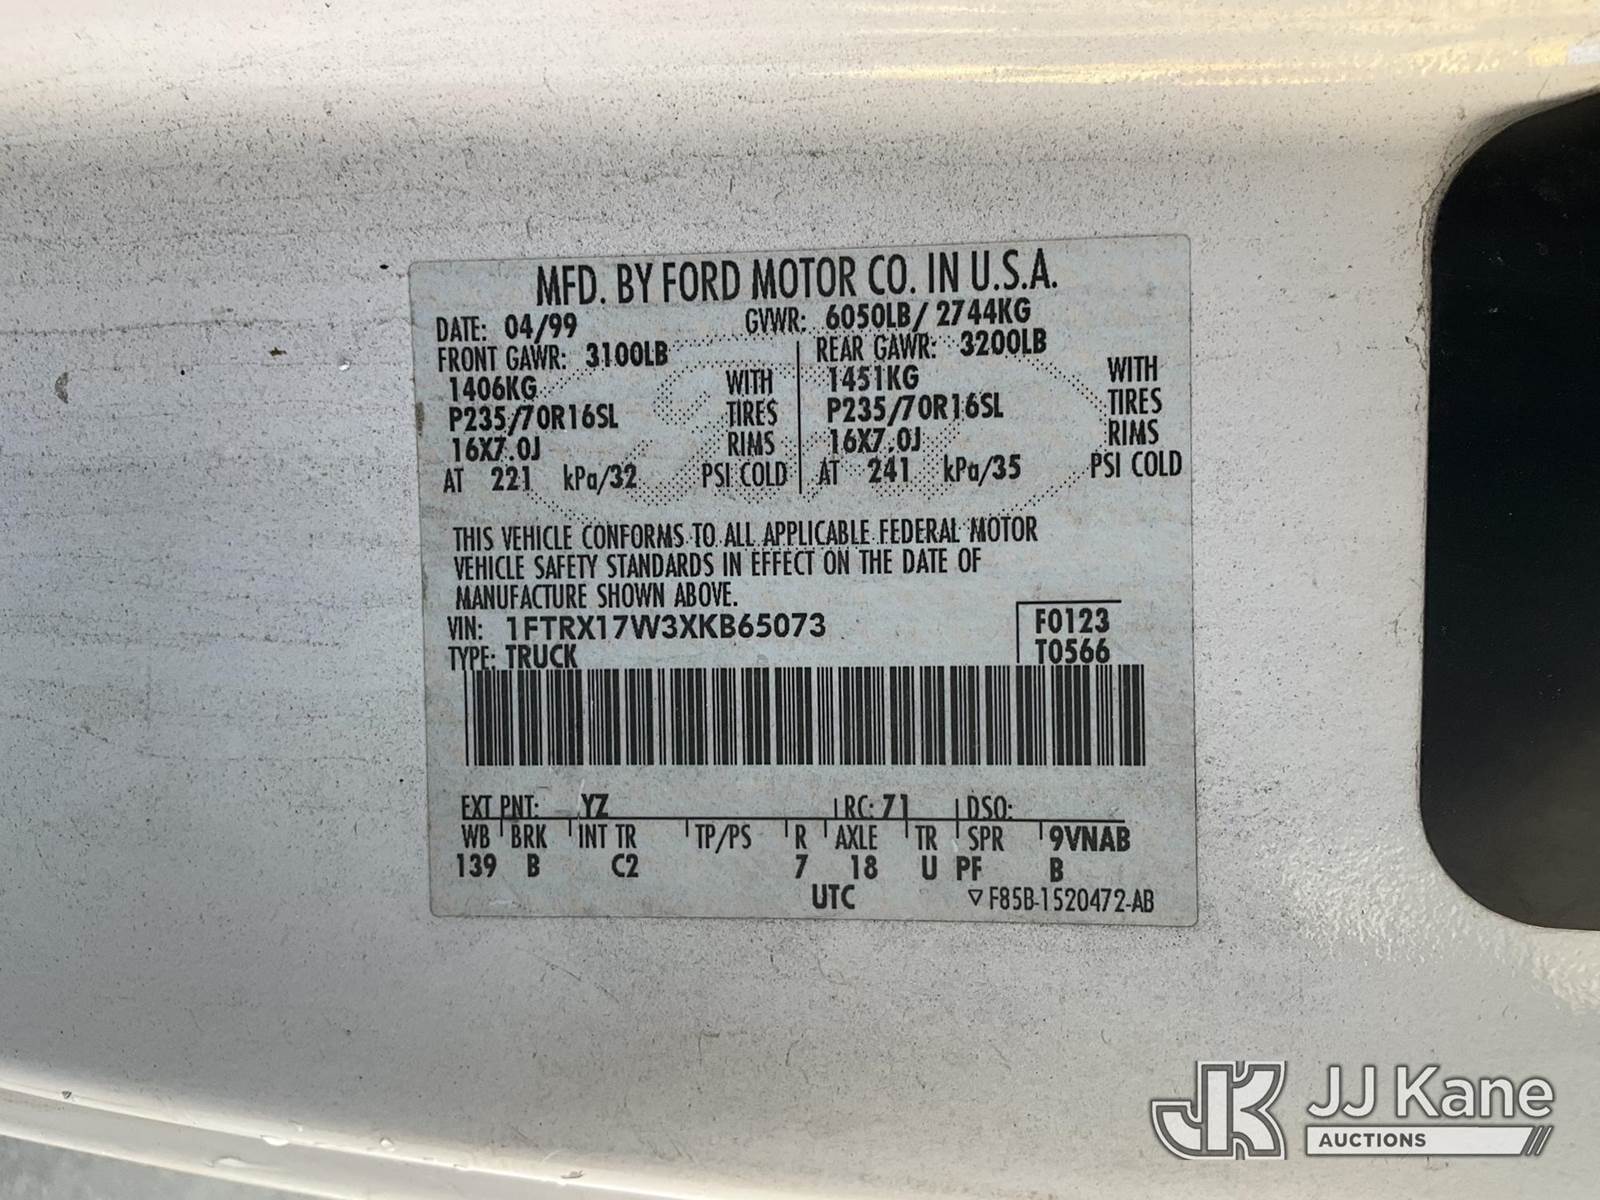 MFD. BY FORD MOTOR CO. IN U.S.A.
DATE: 04/99 GVWR: 6050LB/ 2744KG
FRONT GAWR: 3100LB REAR GAWR: 3200LB
1406KG WITH 1451KG WITH
P235/70R16SL TIRES P235/70R16SL TIRES
16X7.0J RIMS 16X7.0J RIMS
AT 221 kPa/32 PSI COLD AT 241 kPa/35 PSI COLD
THIS VEHICLE CONFORMS TO ALL APPLICABLE FEDERAL MOTOR
VEHICLE SAFETY STANDARDS IN EFFECT ON THE DATE OF
MANUFACTURE SHOWN ABOVE.
VIN: 1FTRX17W3XKB65073 F0123
TYPE: TRUCK T0566
EXT PNT: YZ RC: 71 DSO:
WB BRK INT TR TP/PS R AXLE TR SPR 9VNAB
139 B C2 7 18 U PF B
UTC ▽ F85B-1520472-AB
JK JJ Kane
AUCTIONS